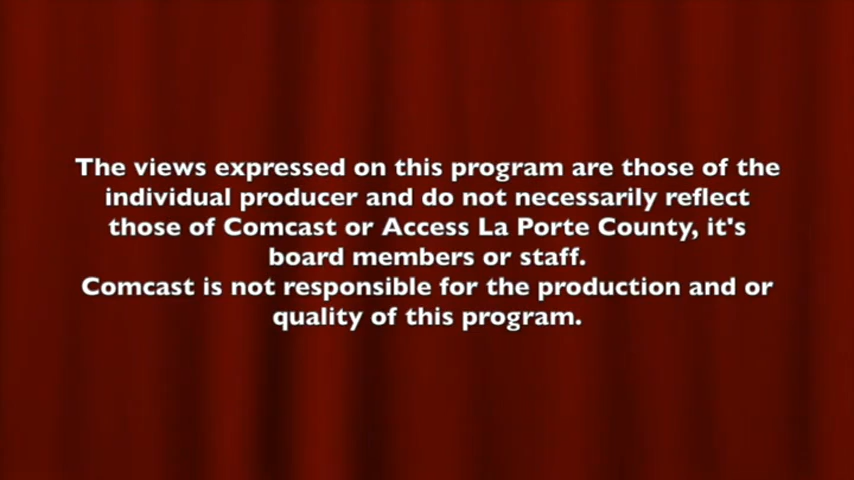 The views expressed on this program are those of the
individual producer and do not necessarily reflect
those of Comcast or Access La Porte County, it's
board members or staff.
Comcast is not responsible for the production and or
quality of this program.